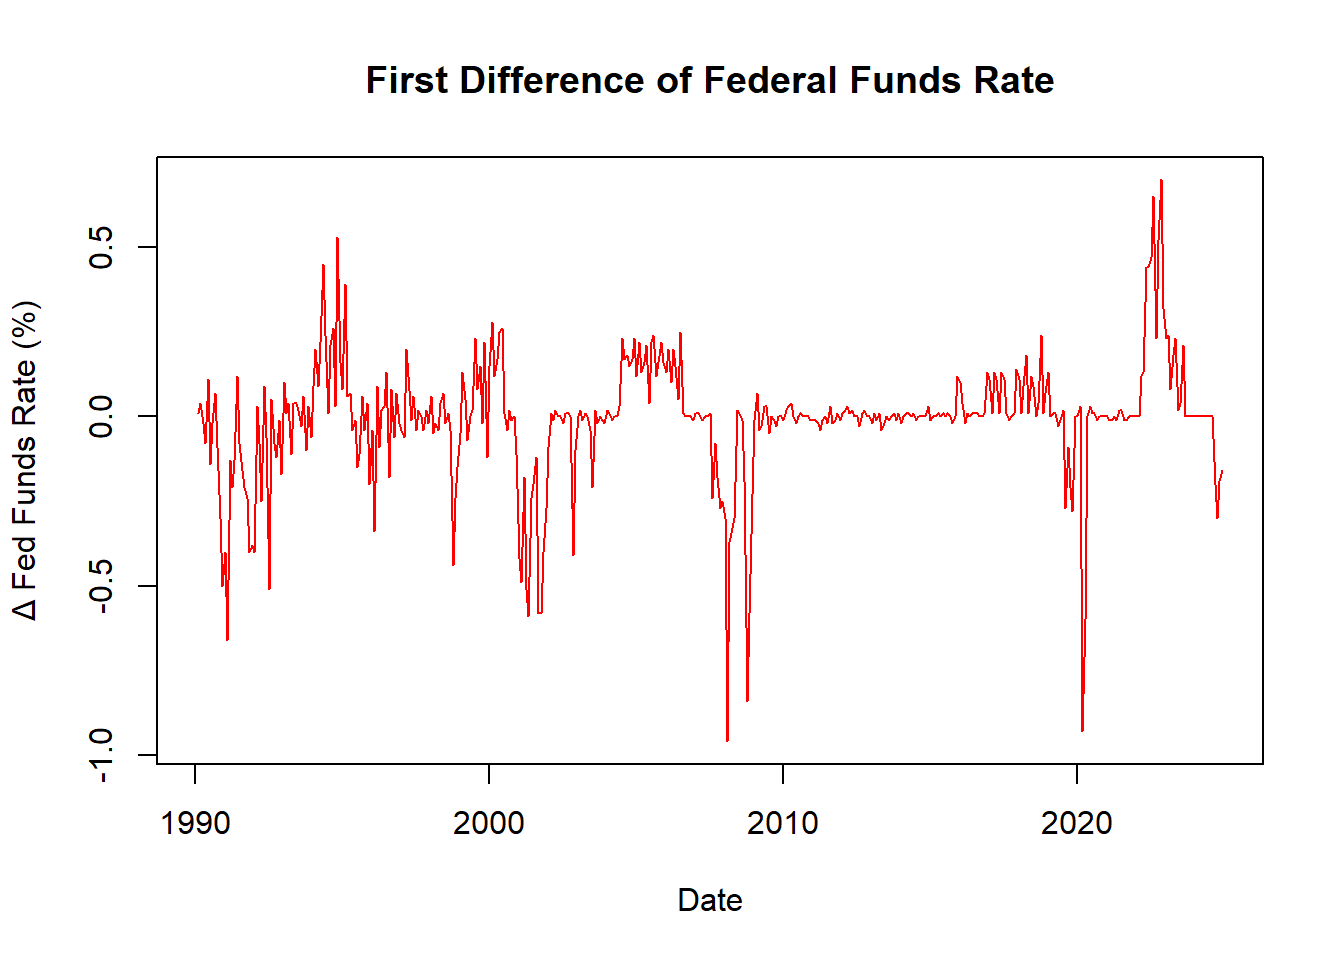 First Difference of Federal Funds Rate
Δ Fed Funds Rate (%)
0.5
0.0
-0.5
-1.0
1990
2000
2010
2020
Date